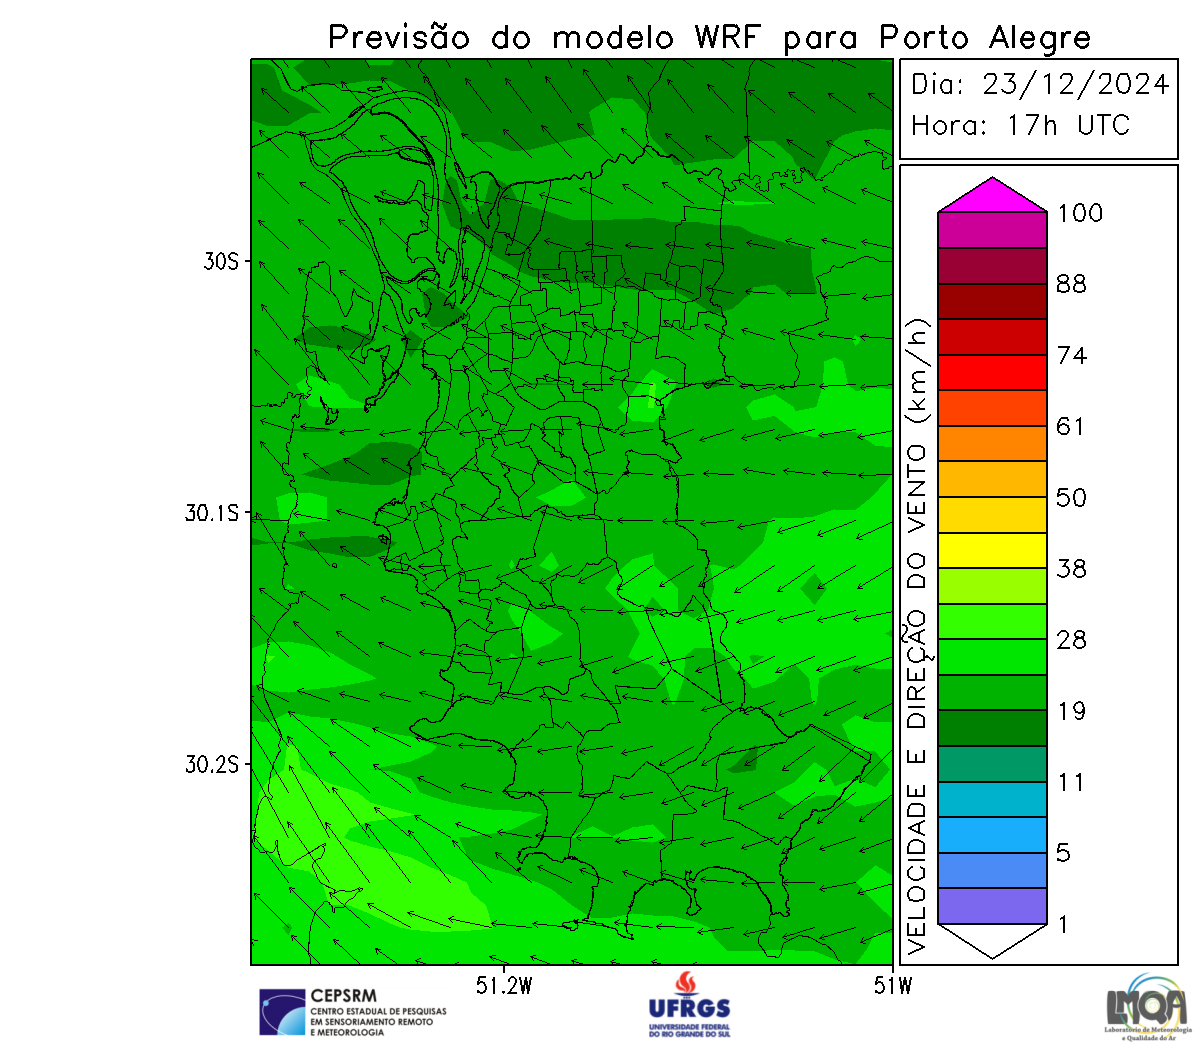 Previsão do modelo WRF para Porto Alegre
Dia: 23/12/2024
Hora: 17h UTC
30S
30.1S
30.2S
51.2W
51W
VELOCIDADE E DIREÇÃO DO VENTO (km/h)
100
88
74
61
50
38
28
19
11
5
1
CEPSRM
CENTRO ESTADUAL DE PESQUISAS
EM SENSORIAMENTO REMOTO
E METEOROLOGIA
UFRGS
UNIVERSIDADE FEDERAL
DO RIO GRANDE DO SUL
LMQA
Laboratório de Meteorologia
e Qualidade do Ar